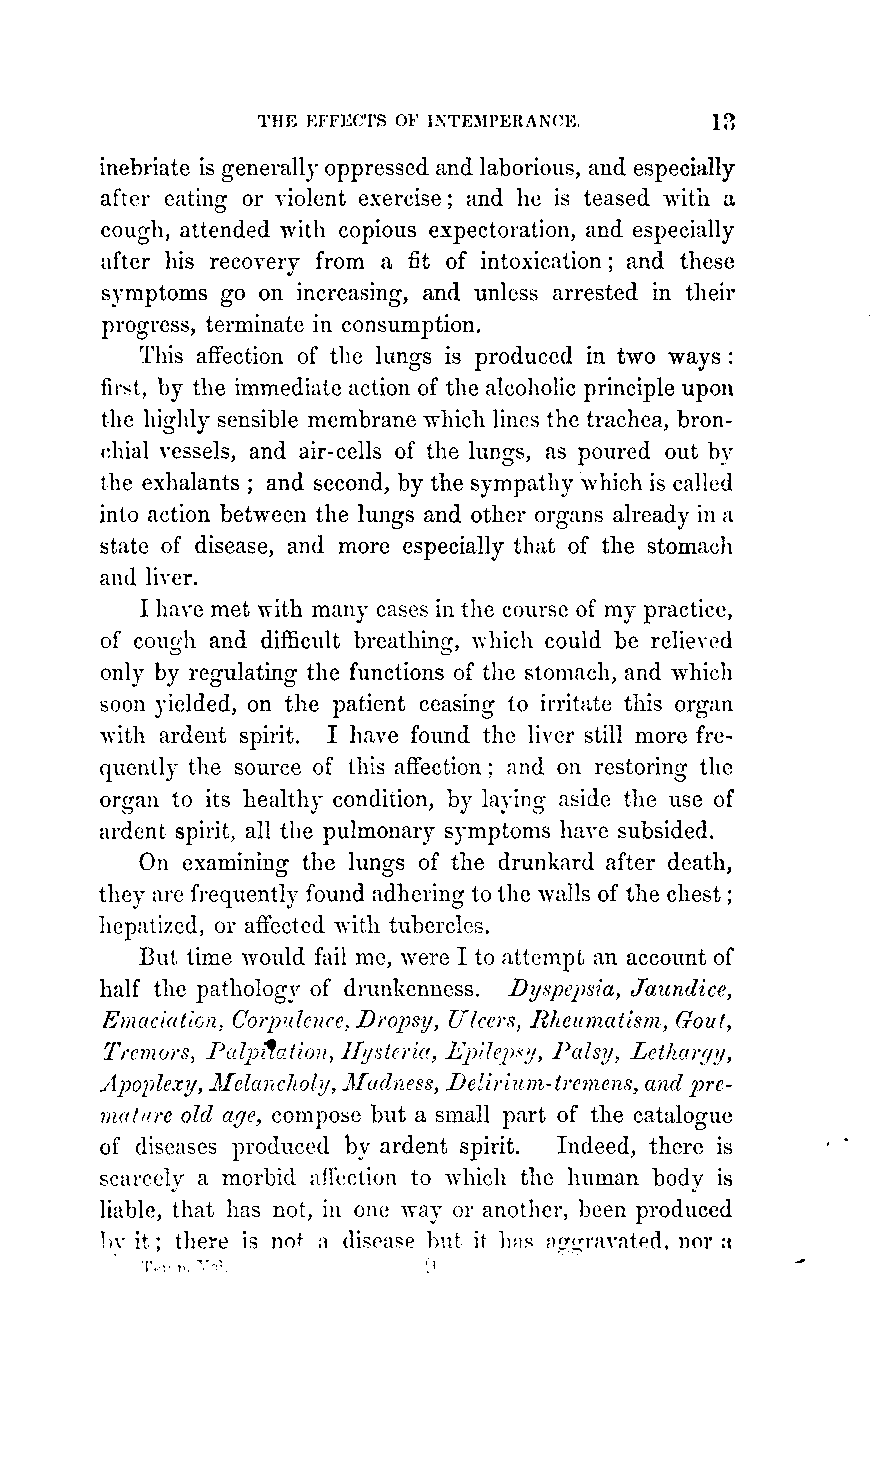 THE EFFECTS OF INTEMPERANCE. 13
inebriate is generally oppressed and laborious, and especially
after eating or violent exercise; and he is teased with a
cough, attended with copious expectoration, and especially
after his recovery from a fit of intoxication; and these
symptoms go on increasing, and unless arrested in their
progress, terminate in consumption.
This affection of the lungs is produced in two ways:
first, by the immediate action of the alcoholic principle upon
the highly sensible membrane which lines the trachea, bron-
chial vessels, and air-cells of the lungs, as poured out by
the exhalants; and second, by the sympathy which is called
into action between the lungs and other organs already in a
state of disease, and more especially that of the stomach
and liver.
I have met with many cases in the course of my practice,
of cough and difficult breathing, which could be relieved
only by regulating the functions of the stomach, and which
soon yielded, on the patient ceasing to irritate this organ
with ardent spirit. I have found the liver still more fre-
quently the source of this affection; and on restoring the
organ to its healthy condition, by laying aside the use of
ardent spirit, all the pulmonary symptoms have subsided.
On examining the lungs of the drunkard after death,
they are frequently found adhering to the walls of the chest;
hepatized, or affected with tubercles.
But time would fail me, were I to attempt an account of
half the pathology of drunkenness. Dyspepsia, Jaundice,
Emaciation, Corpulence, Dropsy, Ulcers, Rheumatism, Gout,
Tremors, Palpitation, Hysteria, Epilepsy, Palsy, Lethargy,
Apoplexy, Melancholy, Madness, Delirium-tremens, and pre-
mature old age, compose but a small part of the catalogue
of diseases produced by ardent spirit. Indeed, there is
scarcely a morbid affection to which the human body is
liable, that has not, in one way or another, been produced
by it; there is not a disease but it has aggravated, nor a